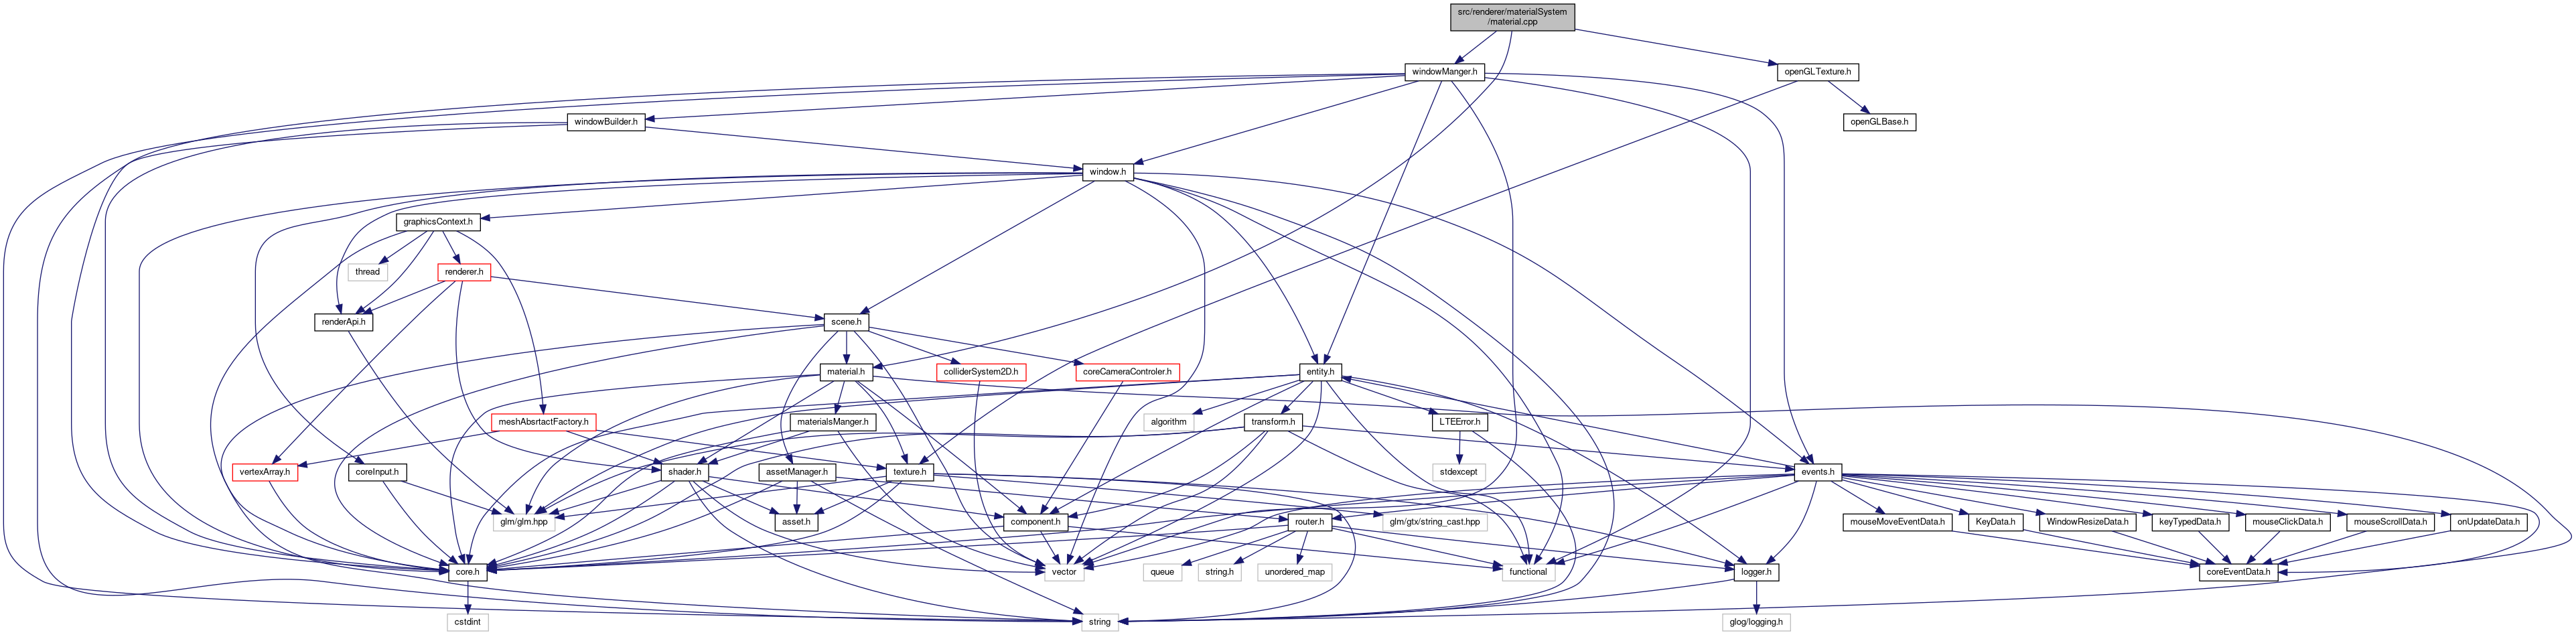 src/renderer/materialSystem
/material.cpp
windowManger.h
openGLTexture.h
windowBuilder.h
openGLBase.h
window.h
graphicsContext.h
thread
renderer.h
renderApi.h
scene.h
material.h
colliderSystem2D.h
coreCameraControler.h
entity.h
meshAbsrtactFactory.h
materialsManger.h
algorithm
transform.h
LTEError.h
vertexArray.h
coreInput.h
shader.h
assetManager.h
texture.h
stdexcept
events.h
glm/glm.hpp
asset.h
component.h
router.h
glm/gtx/string_cast.hpp
mouseMoveEventData.h
KeyData.h
WindowResizeData.h
keyTypedData.h
mouseClickData.h
mouseScrollData.h
onUpdateData.h
core.h
vector
queue
string.h
unordered_map
functional
logger.h
coreEventData.h
cstdint
string
glog/logging.h